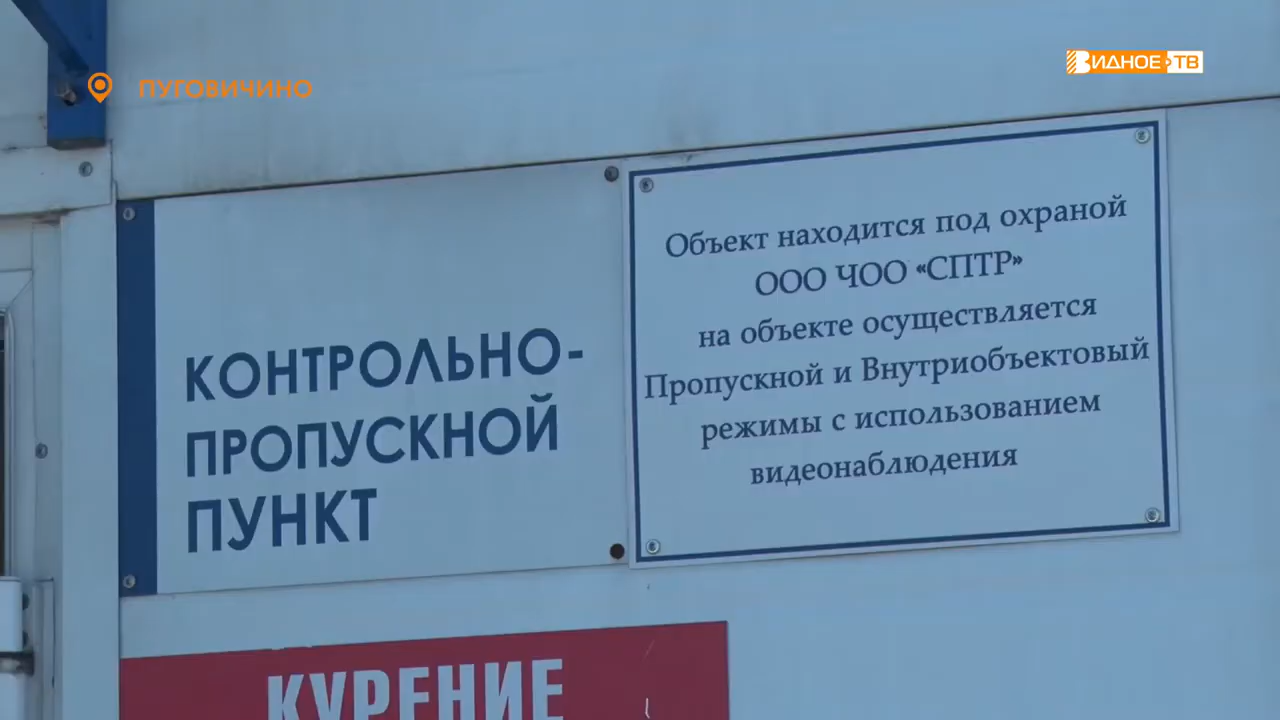 ПУГОВИЧИНО
ВИДНОЕ ТВ
КОНТРОЛЬНО-
ПРОПУСКНОЙ
ПУНКТ
Объект находится под охраной
ООО ЧОО «СПТР»
на объекте осуществляется
Пропускной и Внутриобъектовый
режимы с использованием
видеонаблюдения
КУРЕНИЕ